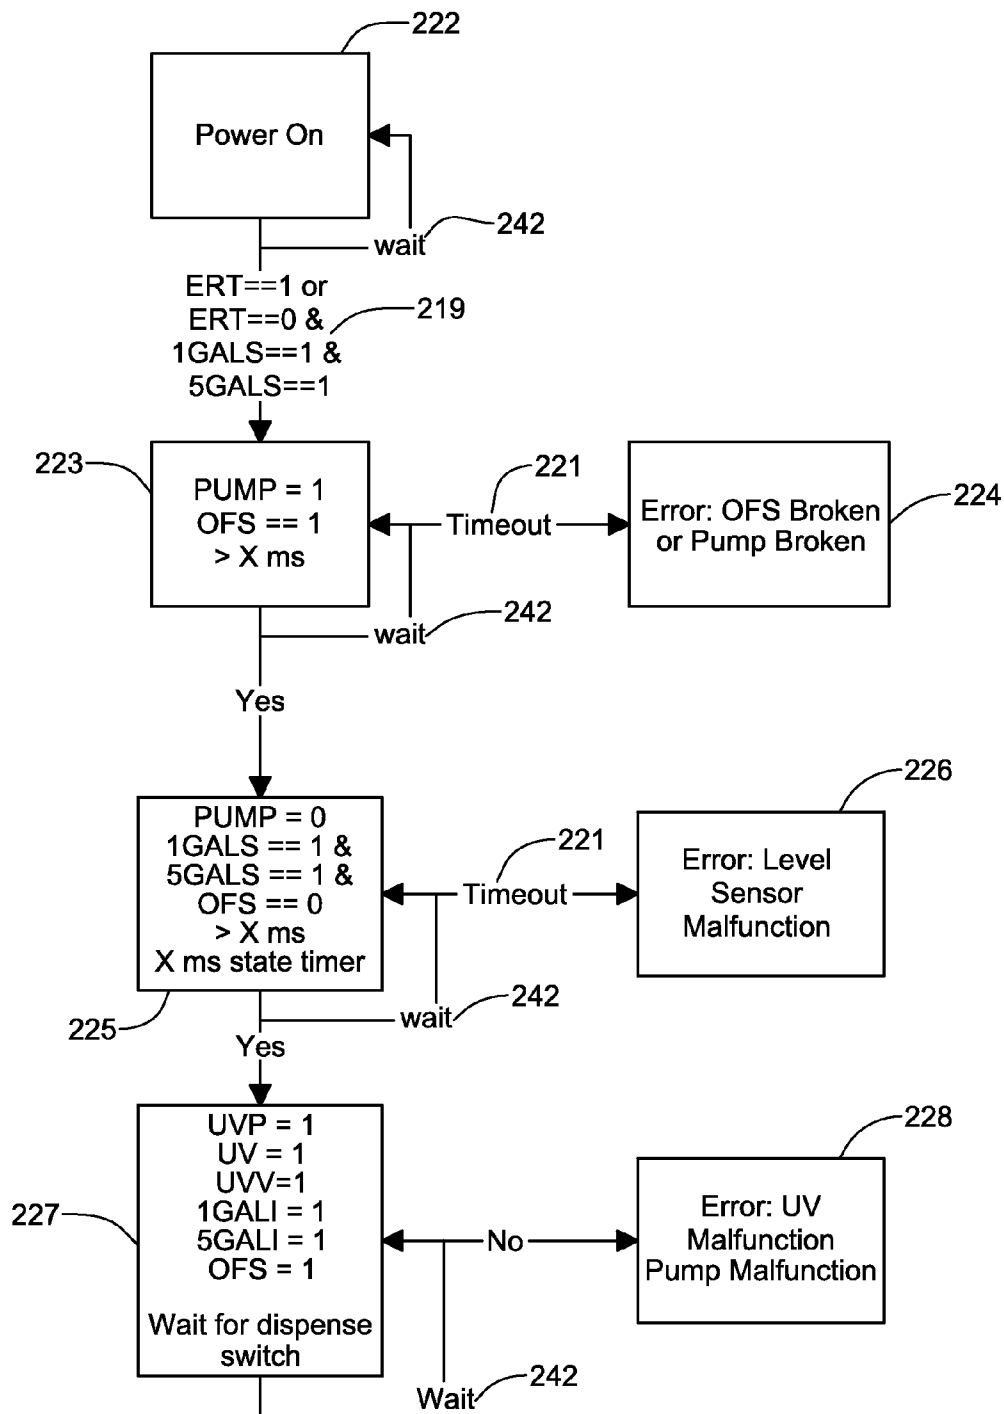 222
Power On
wait
242
ERT==1 or
ERT==0 &
1GALS==1 &
5GALS==1
219
223
PUMP = 1
OFS == 1
> X ms
221
Timeout
Error: OFS Broken
or Pump Broken
224
wait
242
Yes
PUMP = 0
1GALS == 1 &
5GALS == 1 &
OFS == 0
> X ms
X ms state timer
221
Timeout
226
Error: Level
Sensor
Malfunction
225
wait
242
Yes
227
UVP = 1
UV = 1
UVV=1
1GALI = 1
5GALI = 1
OFS = 1
Wait for dispense
switch
No
228
Error: UV
Malfunction
Pump Malfunction
Wait
242